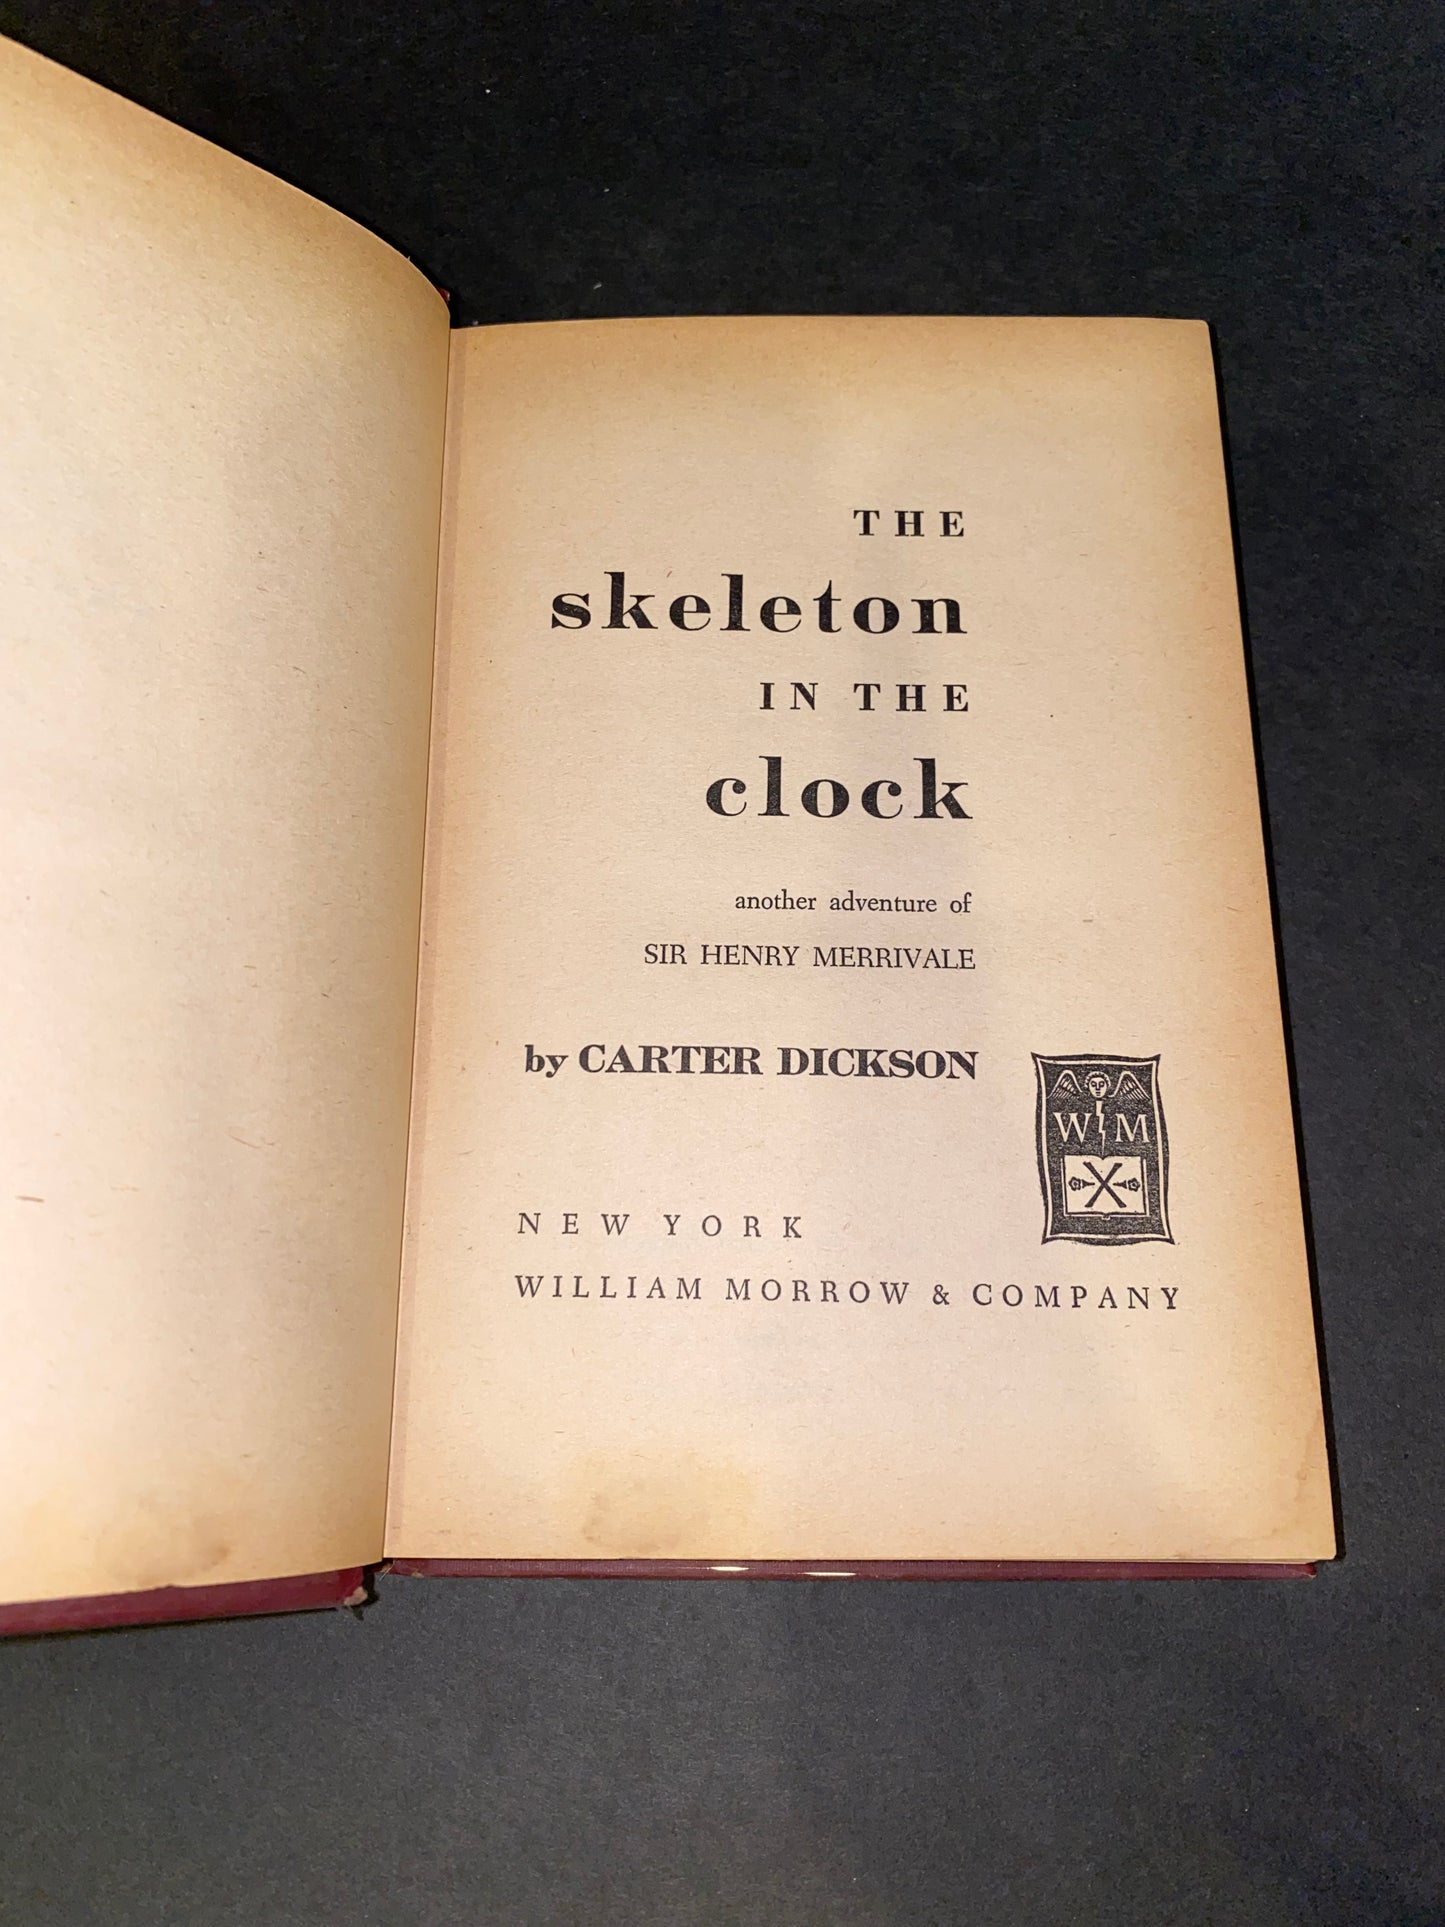 THE
skeleton
IN THE
clock
another adventure of
SIR HENRY MERRIVALE
by CARTER DICKSON
W M
NEW YORK
WILLIAM MORROW & COMPANY